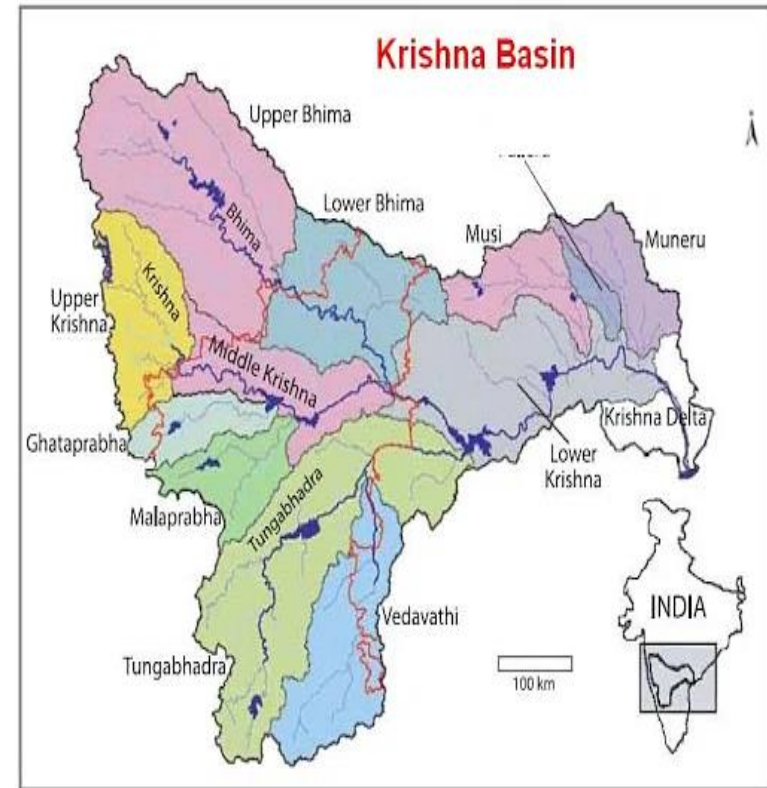 Krishna Basin
Upper Bhima
Lower Bhima
Bhima
Musi
Muneru
Krishna
Upper
Krishna
Middle Krishna
Krishna Delta
Ghataprabha
Lower
Krishna
Malaprabha
Tungabhadra
Vedavathi
INDIA
Tungabhadra
100 km